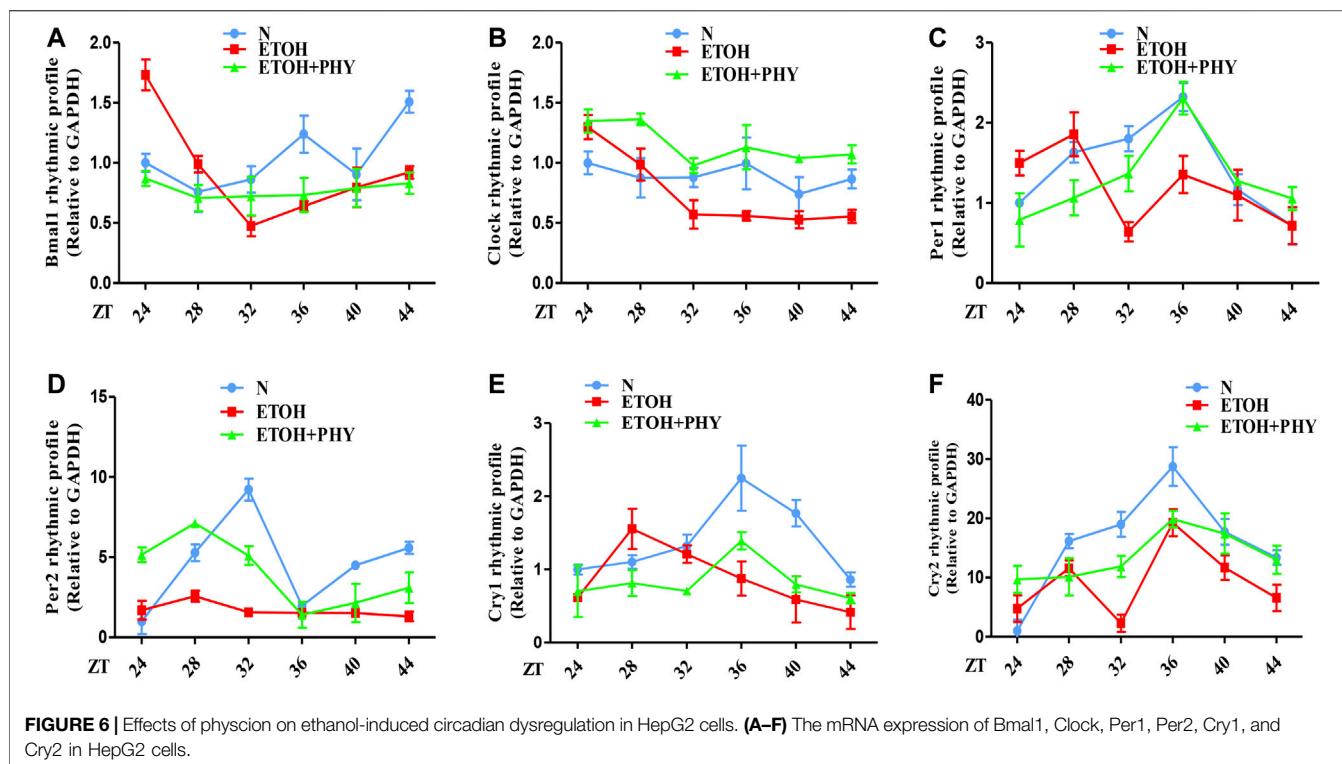 A
N
ETOH
ETOH+PHY
Bmal1 rhythmic profile
(Relative to GAPDH)
2.0
1.5
1.0
0.5
0.0
ZT
24 28 32 36 40 44
B
N
ETOH
ETOH+PHY
Clock rhythmic profile
(Relative to GAPDH)
2.0
1.5
1.0
0.5
0.0
ZT
24 28 32 36 40 44
C
N
ETOH
ETOH+PHY
Per1 rhythmic profile
(Relative to GAPDH)
3
2
1
0
ZT
24 28 32 36 40 44
D
N
ETOH
ETOH+PHY
Per2 rhythmic profile
(Relative to GAPDH)
15
10
5
0
ZT
24 28 32 36 40 44
E
N
ETOH
ETOH+PHY
Cry1 rhythmic profile
(Relative to GAPDH)
3
2
1
0
ZT
24 28 32 36 40 44
F
N
ETOH
ETOH+PHY
Cry2 rhythmic profile
(Relative to GAPDH)
40
30
20
10
0
ZT
24 28 32 36 40 44
FIGURE 6 | Effects of physcion on ethanol-induced circadian dysregulation in HepG2 cells. (A–F) The mRNA expression of Bmal1, Clock, Per1, Per2, Cry1, and
Cry2 in HepG2 cells.